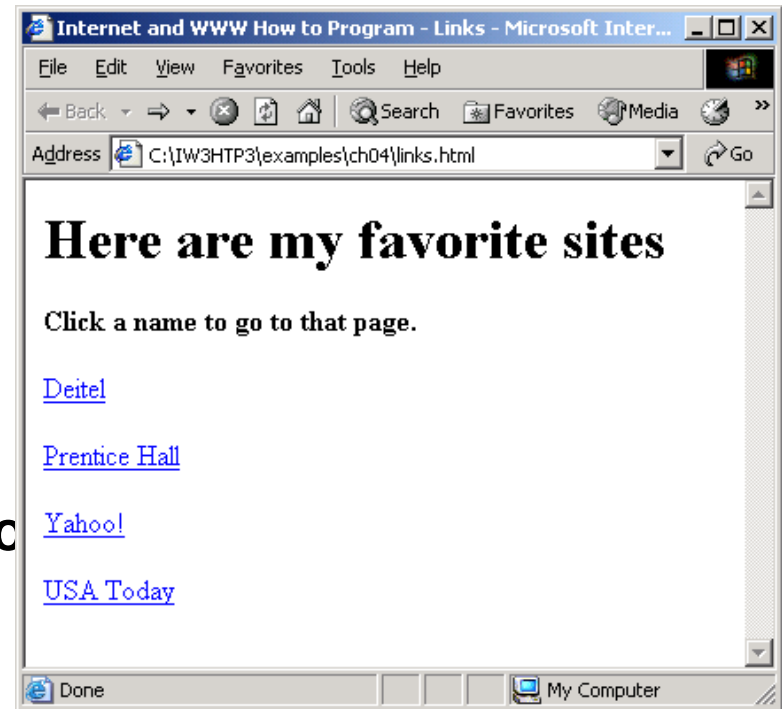 Internet and WWW How to Program - Links - Microsoft Inter...
File Edit View Favorites Tools Help
Back Search Favorites Media »
Address C:\IW3HTP3\examples\ch04\links.html Go
Here are my favorite sites
Click a name to go to that page.
Deitel
Prentice Hall
Yahoo!
USA Today
Done My Computer